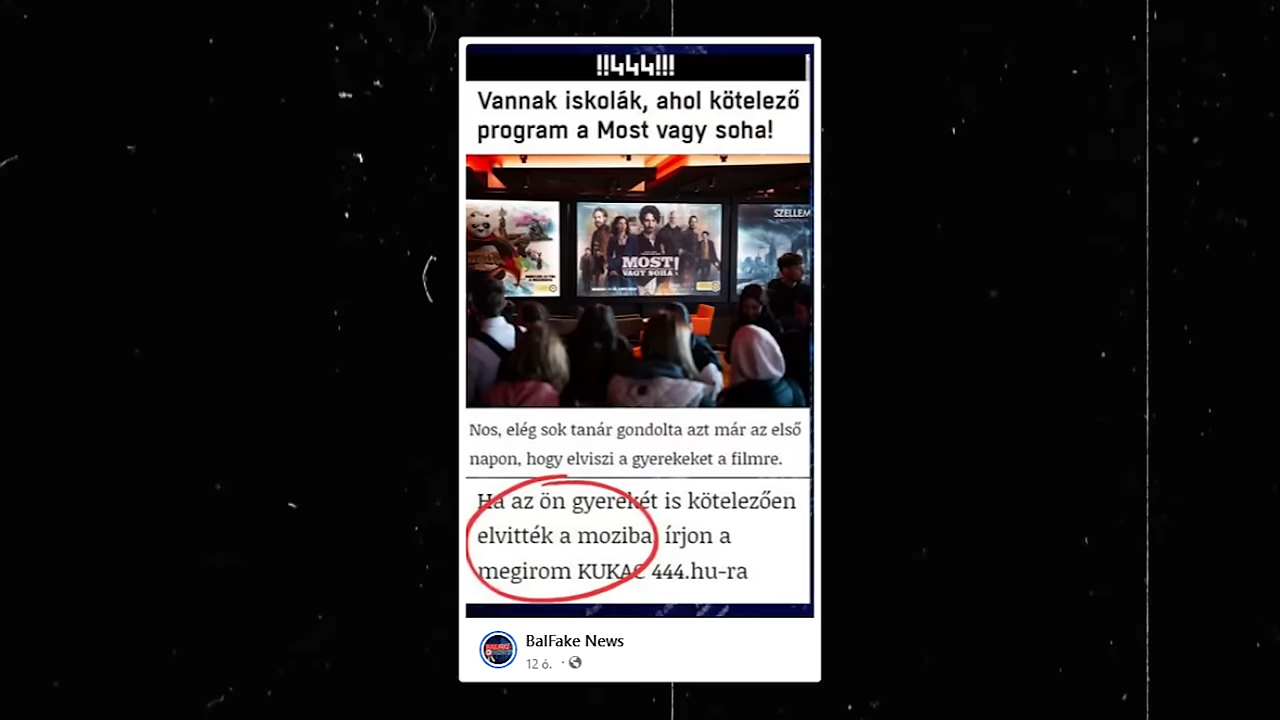 !!444!!!
Vannak iskolák, ahol kötelező
program a Most vagy soha!
SZELLEM
MOST
VAGY SOHA!
Nos, elég sok tanár gondolta azt már az első
napon, hogy elviszi a gyerekeket a filmre.
Ha az ön gyerekét is kötelezően
elvitték a moziba, írjon a
megirom KUKAC 444.hu-ra
BalFake News
12 ó. ·